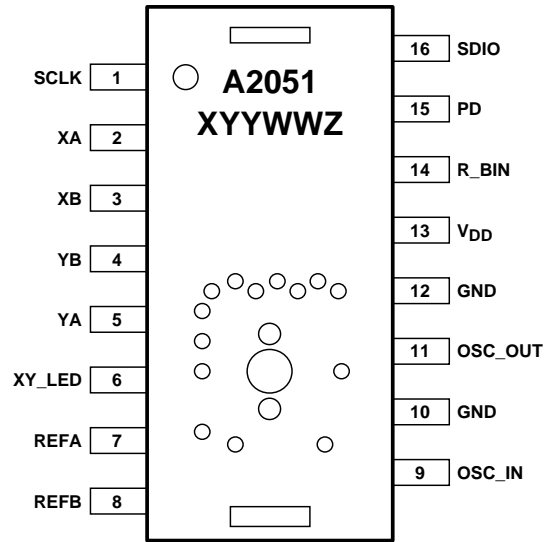 A2051
XYYWWZ
SCLK 1
XA 2
XB 3
YB 4
YA 5
XY_LED 6
REFA 7
REFB 8
16 SDIO
15 PD
14 R_BIN
13 VDD
12 GND
11 OSC_OUT
10 GND
9 OSC_IN